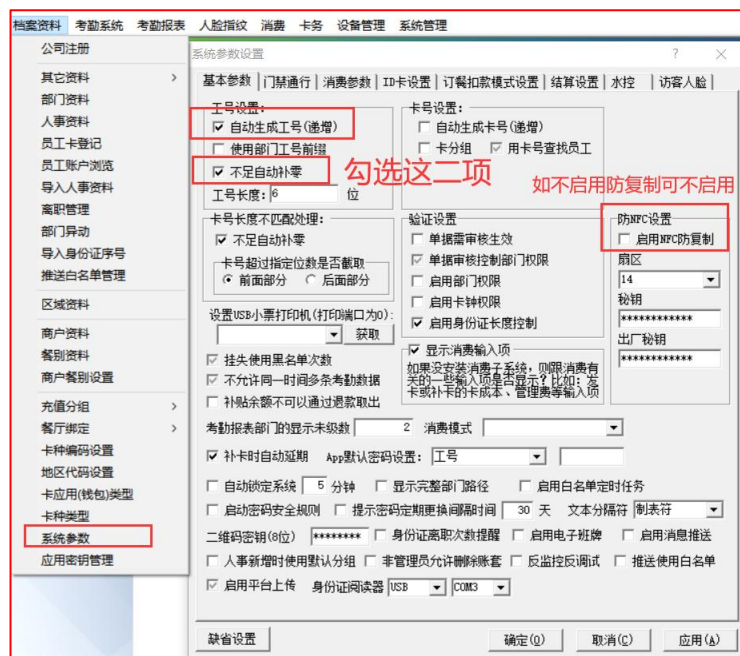 档案资料 考勤系统 考勤报表 人脸指纹 消费 卡务 设备管理 系统管理
公司注册
其它资料 >
部门资料
人事资料
员工卡登记
员工账户浏览
导入人事资料
离职管理
部门异动
导入身份证序号
推送白名单管理
区域资料
商户资料
餐别资料
商户餐别设置
充值分组 >
餐厅绑定 >
卡种编码设置
地区代码设置
卡应用(钱包)类型
卡种类型
系统参数
应用密钥管理
系统参数设置 ? ×
基本参数 门禁通行 消费参数 ID卡设置 订餐扣款模式设置 结算设置 水控 访客人脸
工号设置:
自动生成工号(递增)
使用部门工号前缀
不足自动补零
工号长度: 6 位
勾选这二项
卡号设置:
自动生成卡号(递增)
卡分组 用卡号查找员工
如不启用防复制可不启用
卡号长度不匹配处理:
不足自动补零
卡号超过指定位数是否截取
前面部分 后面部分
验证设置
单据需审核生效
单据审核控制部门权限
启用部门权限
启用卡钟权限
启用身份证长度控制
防NFC设置
启用NFC防复制
扇区
14
秘钥
************
出厂秘钥
************
设置USB小票打印机(打印端口为0):
获取
显示消费输入项
如果没安装消费子系统，则跟消费有
关的一些输入项是否显示？比如：发
卡或补卡的卡成本、管理费等输入项
挂失使用黑名单次数
不允许同一时间多条考勤数据
补贴余额不可以通过退款取出
考勤报表部门的显示未级数 2 消费模式
补卡时自动延期 App默认密码设置: 工号
自动锁定系统 5 分钟 显示完整部门路径 启用白名单定时任务
启动密码安全规则 提示密码定期更换间隔时间 30 天 文本分隔符 制表符
二维码密钥(8位) ******** 身份证离职次数提醒 启用电子班牌 启用消息推送
人事新增时使用默认分组 非管理员允许删除账套 反监控反调试 推送使用白名单
启用平台上传 身份证阅读器 USB COM3
缺省设置 确定(O) 取消(C) 应用(A)